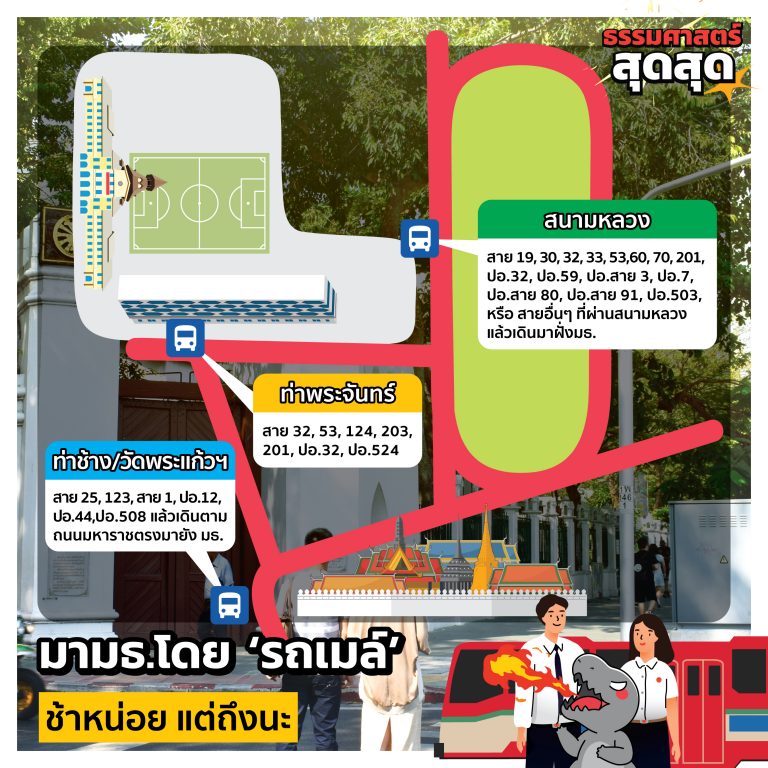 ธรรมศาสตร์
สุดสุด
สนามหลวง
สาย 19, 30, 32, 33, 53,60, 70, 201,
ปอ.32, ปอ.59, ปอ.สาย 3, ปอ.7,
ปอ.สาย 80, ปอ.สาย 91, ปอ.503,
หรือ สายอื่นๆ ที่ผ่านสนามหลวง
แล้วเดินมาฝั่งมธ.
ท่าพระจันทร์
สาย 32, 53, 124, 203,
201, ปอ.32, ปอ.524
ท่าช้าง/วัดพระแก้วฯ
สาย 25, 123, สาย 1, ปอ.12,
ปอ.44,ปอ.508 แล้วเดินตาม
ถนนมหาราชตรงมายัง มธ.
มามธ.โดย ‘รถเมล์’
ช้าหน่อย แต่ถึงนะ